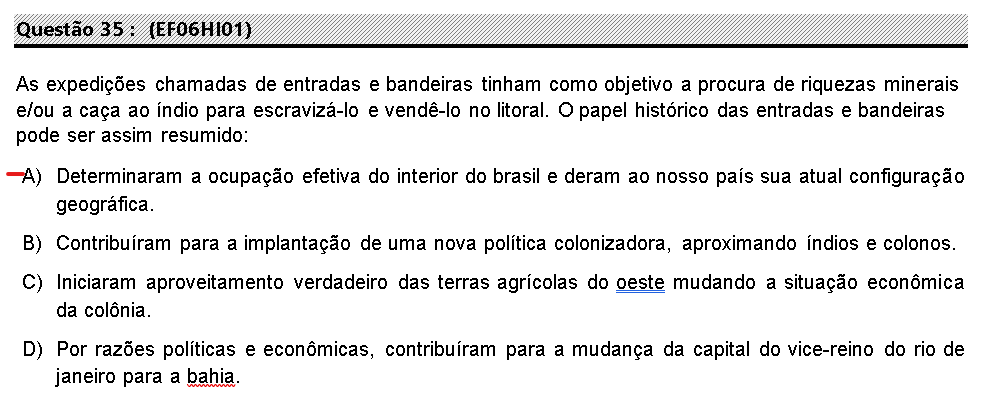 Questão 35 : (EF06HI01)
As expedições chamadas de entradas e bandeiras tinham como objetivo a procura de riquezas minerais
e/ou a caça ao índio para escravizá-lo e vendê-lo no litoral. O papel histórico das entradas e bandeiras
pode ser assim resumido:
A) Determinaram a ocupação efetiva do interior do brasil e deram ao nosso país sua atual configuração
geográfica.
B) Contribuíram para a implantação de uma nova política colonizadora, aproximando índios e colonos.
C) Iniciaram aproveitamento verdadeiro das terras agrícolas do oeste mudando a situação econômica
da colônia.
D) Por razões políticas e econômicas, contribuíram para a mudança da capital do vice-reino do rio de
janeiro para a bahia.